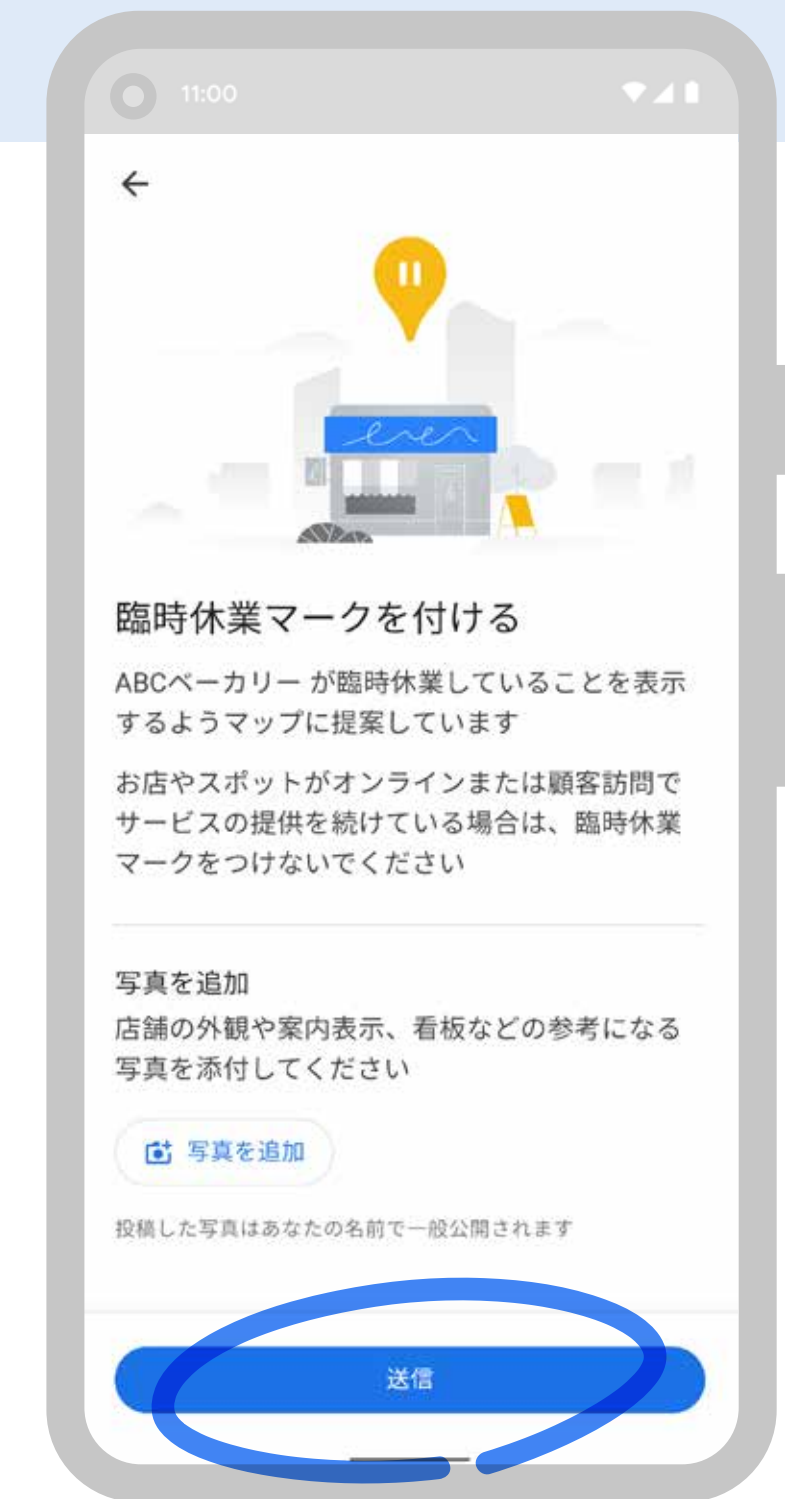 11:00
臨時休業マークを付ける
ABCベーカリー が臨時休業していることを表示
するようマップに提案しています
お店やスポットがオンラインまたは顧客訪問で
サービスの提供を続けている場合は、臨時休業
マークをつけないでください
写真を追加
店舗の外観や案内表示、看板などの参考になる
写真を添付してください
写真を追加
投稿した写真はあなたの名前で一般公開されます
送信